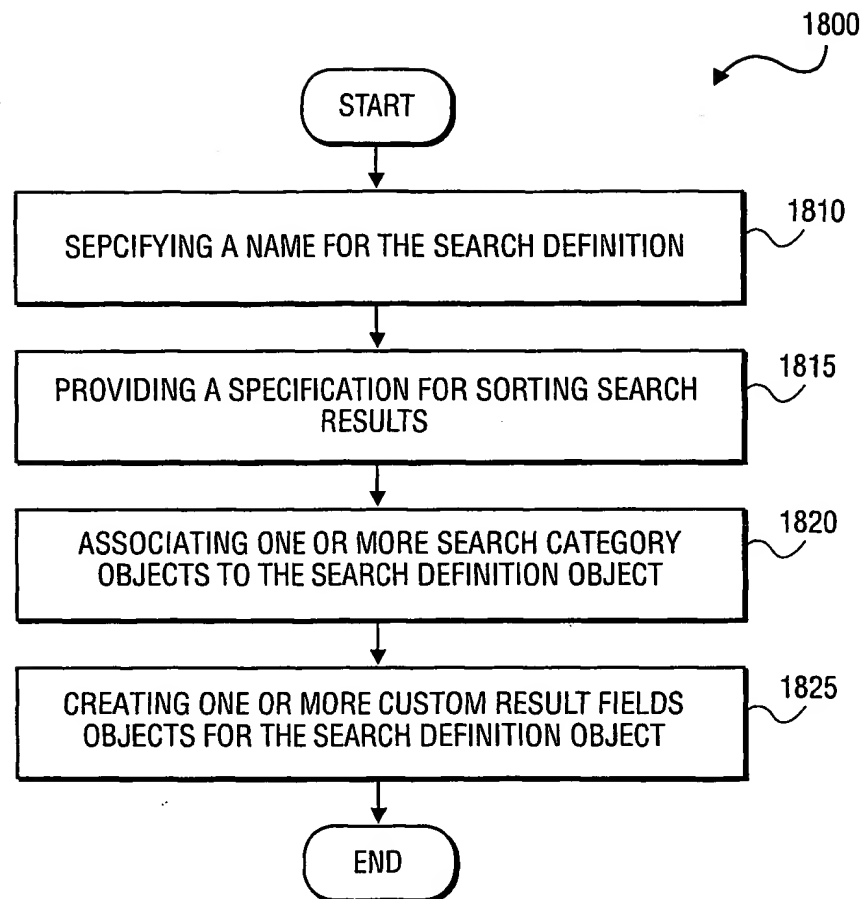 1800
START
SEPCIFYING A NAME FOR THE SEARCH DEFINITION
1810
PROVIDING A SPECIFICATION FOR SORTING SEARCH
RESULTS
1815
ASSOCIATING ONE OR MORE SEARCH CATEGORY
OBJECTS TO THE SEARCH DEFINITION OBJECT
1820
CREATING ONE OR MORE CUSTOM RESULT FIELDS
OBJECTS FOR THE SEARCH DEFINITION OBJECT
1825
END